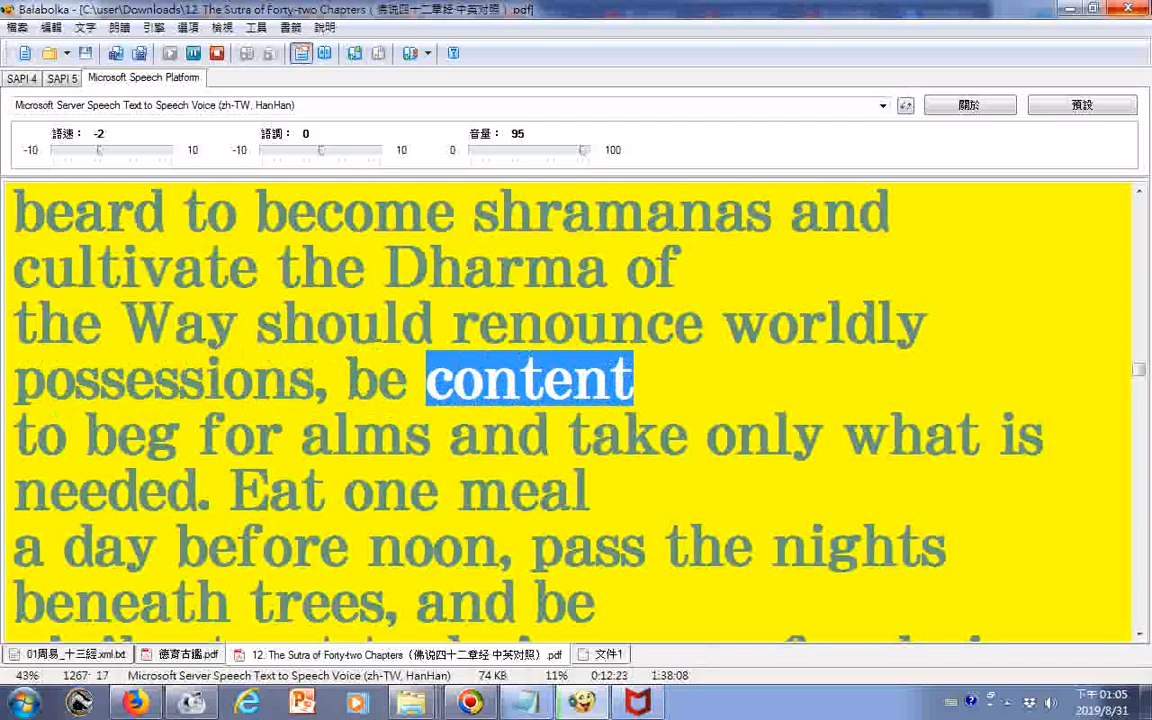 Balabolka - [C:\user\Downloads\12. The Sutra of Forty-two Chapters（佛说四十二章经 中英对照）.pdf]
檔案 編輯 文字 朗讀 引擎 選項 檢視 工具 書籤 說明
SAPI 4 SAPI 5 Microsoft Speech Platform
Microsoft Server Speech Text to Speech Voice (zh-TW, HanHan) 關於 預設
語速： -2 語調： 0 音量： 95
-10 10 -10 10 0 100
beard to become shramanas and
cultivate the Dharma of
the Way should renounce worldly
possessions, be content
to beg for alms and take only what is
needed. Eat one meal
a day before noon, pass the nights
beneath trees, and be
01周易_十三經.xml.txt 德育古鑑.pdf 12. The Sutra of Forty-two Chapters（佛说四十二章经 中英对照）.pdf 文件1
43% 1267: 17 Microsoft Server Speech Text to Speech Voice (zh-TW, HanHan) 74 KB 11% 0:12:23 1:38:08
下午 01:05
2019/8/31